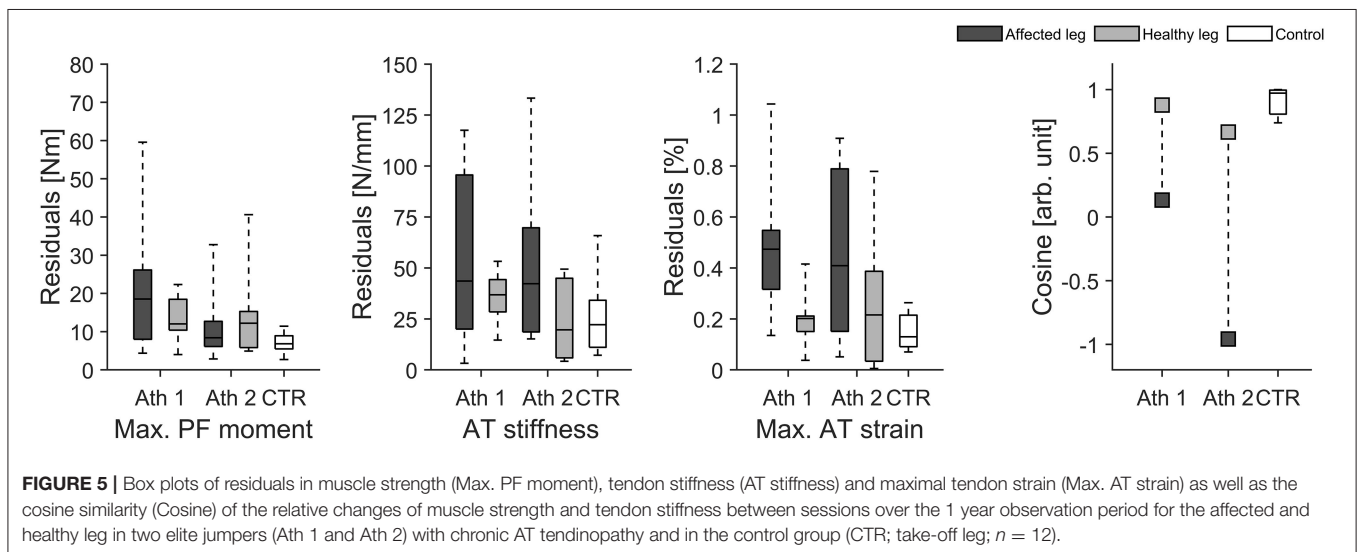 Affected leg Healthy leg Control
80
70
60
50
40
30
20
10
0
Residuals [Nm]
Ath 1 Ath 2 CTR
Max. PF moment
150
125
100
75
50
25
0
Residuals [N/mm]
Ath 1 Ath 2 CTR
AT stiffness
1.2
1
0.8
0.6
0.4
0.2
0
Residuals [%]
Ath 1 Ath 2 CTR
Max. AT strain
1
0.5
0
-0.5
-1
Cosine [arb. unit]
Ath 1 Ath 2 CTR
FIGURE 5 | Box plots of residuals in muscle strength (Max. PF moment), tendon stiffness (AT stiffness) and maximal tendon strain (Max. AT strain) as well as the
cosine similarity (Cosine) of the relative changes of muscle strength and tendon stiffness between sessions over the 1 year observation period for the affected and
healthy leg in two elite jumpers (Ath 1 and Ath 2) with chronic AT tendinopathy and in the control group (CTR; take-off leg; n = 12).